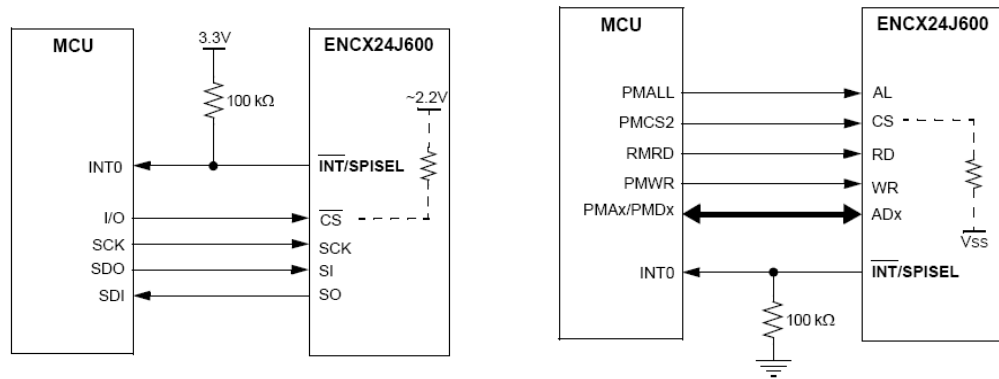 MCU
ENCX24J600
3.3V
100 kΩ
~2.2V
INT0
INT/SPISEL
I/O
CS
SCK
SCK
SDO
SI
SDI
SO
MCU
ENCX24J600
PMALL
AL
PMCS2
CS
RMRD
RD
PMWR
WR
PMAx/PMDx
ADx
VSS
INT0
INT/SPISEL
100 kΩ